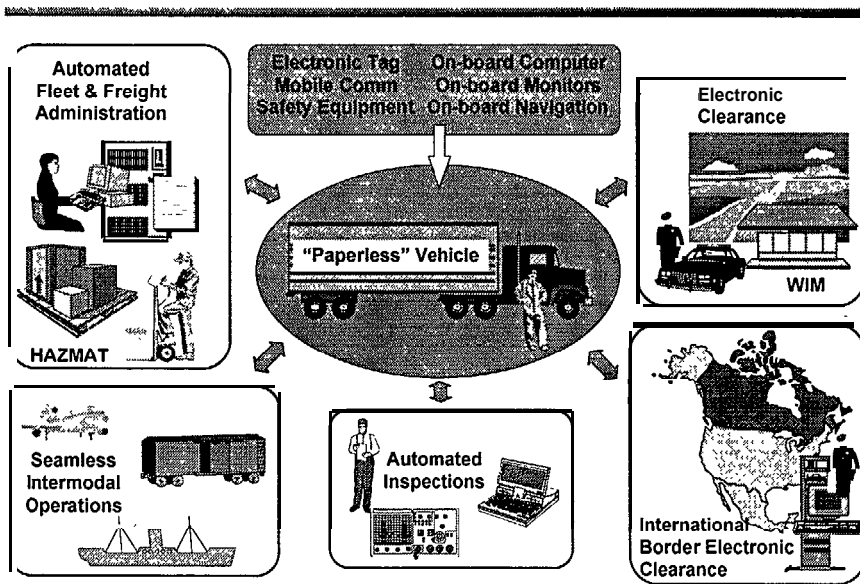 Automated
Fleet & Freight
Administration
HAZMAT
Electronic Tag On-board Computer
Mobile Comm On-board Monitors
Safety Equipment On-board Navigation
Electronic
Clearance
WIM
"Paperless" Vehicle
Seamless
Intermodal
Operations
Automated
Inspections
International
Border Electronic
Clearance